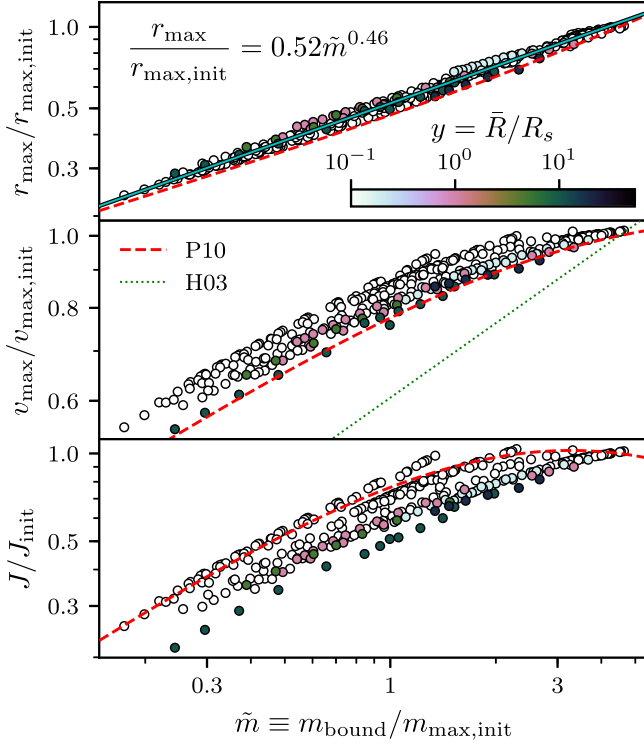 r_max / r_max,init = 0.52m̃^0.46
y = R̄/R_s
10^−1 10^0 10^1
1.0
0.5
0.3
r_max/r_max,init
P10
H03
1.0
0.8
0.6
v_max/v_max,init
1.0
0.5
0.3
J/J_init
0.3 1 3
m̃ ≡ m_bound/m_max,init